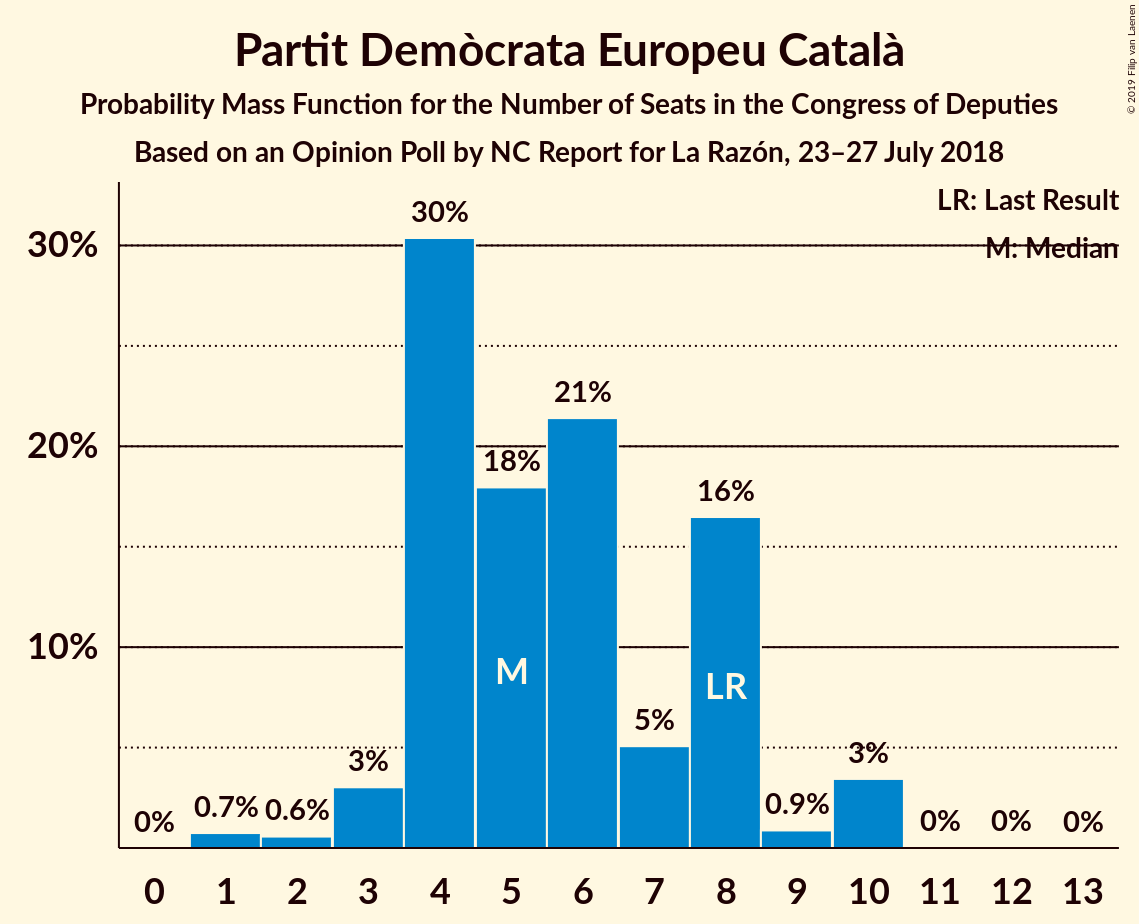 Partit Demòcrata Europeu Català
Probability Mass Function for the Number of Seats in the Congress of Deputies
Based on an Opinion Poll by NC Report for La Razón, 23–27 July 2018
© 2019 Filip van Laenen
LR: Last Result
M: Median
30%
20%
10%
0%
0.7%
0.6%
3%
30%
18%
21%
5%
16%
0.9%
3%
0%
0%
0%
M
LR
0 1 2 3 4 5 6 7 8 9 10 11 12 13